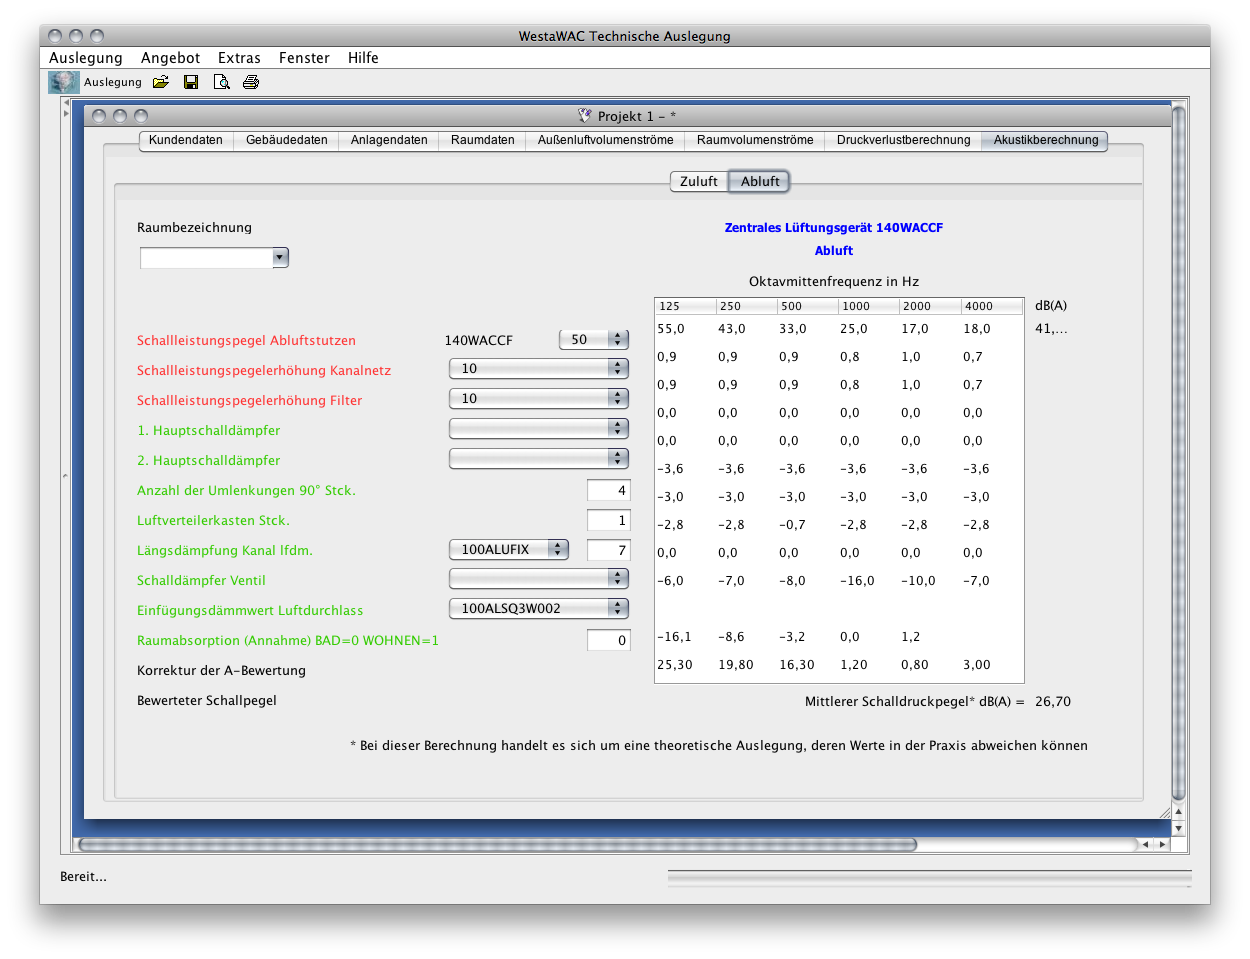 WestaWAC Technische Auslegung
Auslegung Angebot Extras Fenster Hilfe
Auslegung
Projekt 1 – *
Kundendaten Gebäudedaten Anlagendaten Raumdaten Außenluftvolumenströme Raumvolumenströme Druckverlustberechnung Akustikberechnung
Zuluft Abluft
Raumbezeichnung
Zentrales Lüftungsgerät 140WACCF
Abluft
Oktavmittenfrequenz in Hz
125 250 500 1000 2000 4000 dB(A)
55,0 43,0 33,0 25,0 17,0 18,0 41,...
Schallleistungspegel Abluftstutzen 140WACCF 50
0,9 0,9 0,9 0,8 1,0 0,7
Schallleistungspegelerhöhung Kanalnetz 10
0,9 0,9 0,9 0,8 1,0 0,7
Schallleistungspegelerhöhung Filter 10
0,0 0,0 0,0 0,0 0,0 0,0
1. Hauptschalldämpfer
0,0 0,0 0,0 0,0 0,0 0,0
2. Hauptschalldämpfer
-3,6 -3,6 -3,6 -3,6 -3,6 -3,6
Anzahl der Umlenkungen 90° Stck. 4
-3,0 -3,0 -3,0 -3,0 -3,0 -3,0
Luftverteilerkasten Stck. 1
-2,8 -2,8 -0,7 -2,8 -2,8 -2,8
Längsdämpfung Kanal lfdm. 100ALUFIX 7
0,0 0,0 0,0 0,0 0,0 0,0
Schalldämpfer Ventil
-6,0 -7,0 -8,0 -16,0 -10,0 -7,0
Einfügungsdämmwert Luftdurchlass 100ALSQ3W002
Raumabsorption (Annahme) BAD=0 WOHNEN=1 0
-16,1 -8,6 -3,2 0,0 1,2
Korrektur der A-Bewertung
25,30 19,80 16,30 1,20 0,80 3,00
Bewerteter Schallpegel
Mittlerer Schalldruckpegel* dB(A) = 26,70
* Bei dieser Berechnung handelt es sich um eine theoretische Auslegung, deren Werte in der Praxis abweichen können
Bereit...